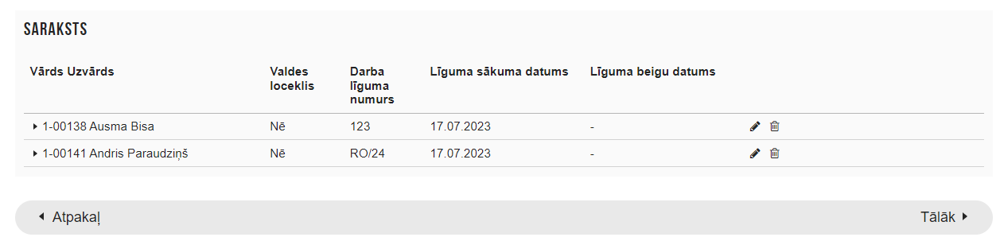 SARAKSTS
Vārds Uzvārds Valdes loceklis Darba līguma numurs Līguma sākuma datums Līguma beigu datums
1-00138 Ausma Bisa Nē 123 17.07.2023 -
1-00141 Andris Paraudziņš Nē RO/24 17.07.2023 -
Atpakaļ Tālāk